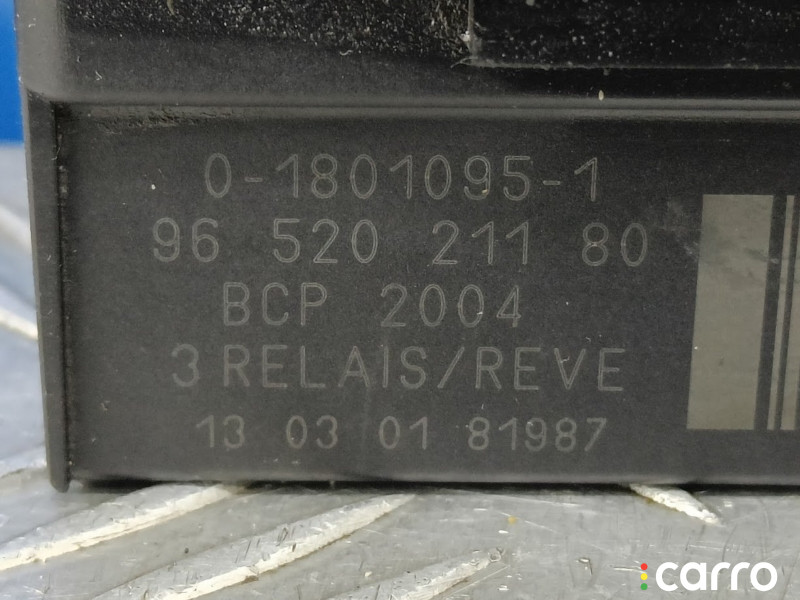 0-1801095-1
96 520 211 80
BCP 2004
3 RELAIS/REVE
13 03 01 81987
carro